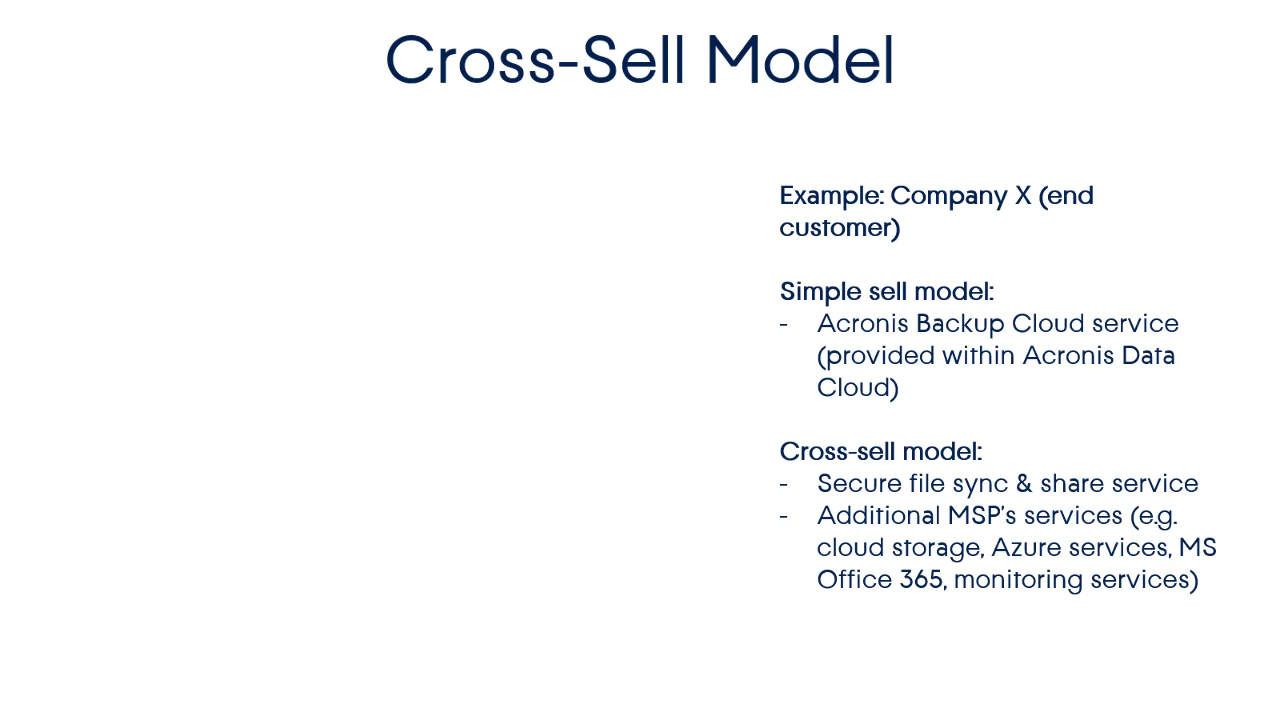 Cross-Sell Model
Example: Company X (end
customer)
Simple sell model:
- Acronis Backup Cloud service
(provided within Acronis Data
Cloud)
Cross-sell model:
- Secure file sync & share service
- Additional MSP’s services (e.g.
cloud storage, Azure services, MS
Office 365, monitoring services)